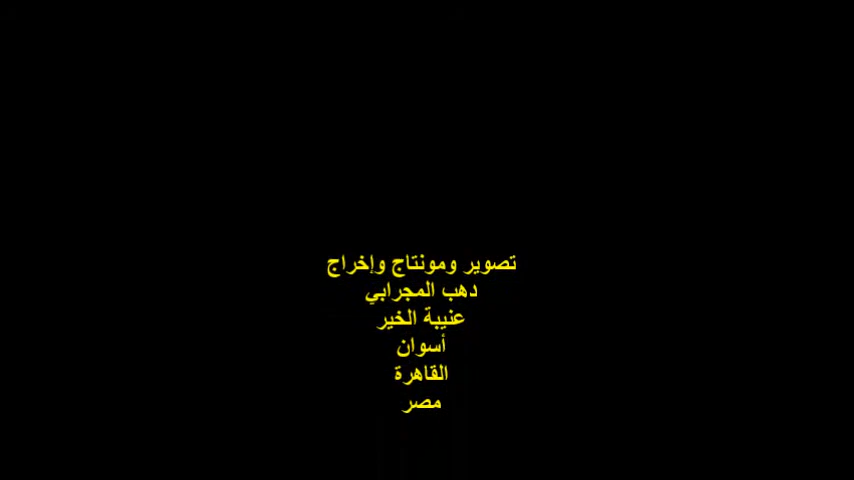 تصوير ومونتاج وإخراج
دهب المجرابي
عنيبة الخير
أسوان
القاهرة
مصر